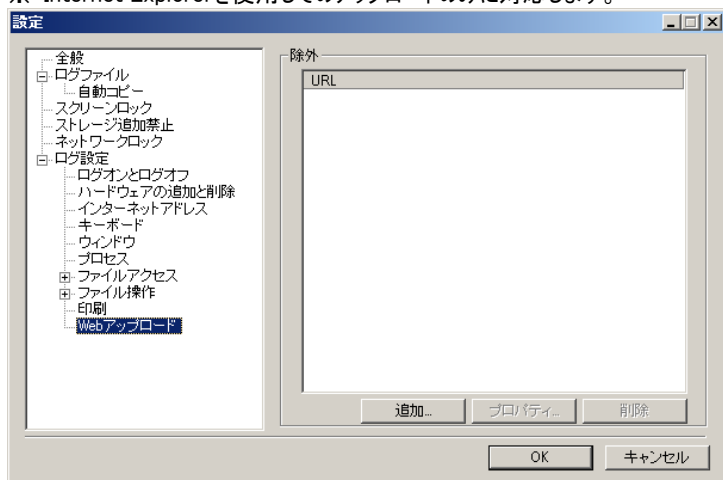 ※ Internet Explorerを使用してのアップロードのみに対応します。
設定
全般
ログファイル
自動コピー
スクリーンロック
ストレージ追加禁止
ネットワークロック
ログ設定
ログオンとログオフ
ハードウェアの追加と削除
インターネットアドレス
キーボード
ウィンドウ
プロセス
ファイルアクセス
ファイル操作
印刷
Webアップロード
除外
URL
追加...
プロパティ...
削除
OK
キャンセル